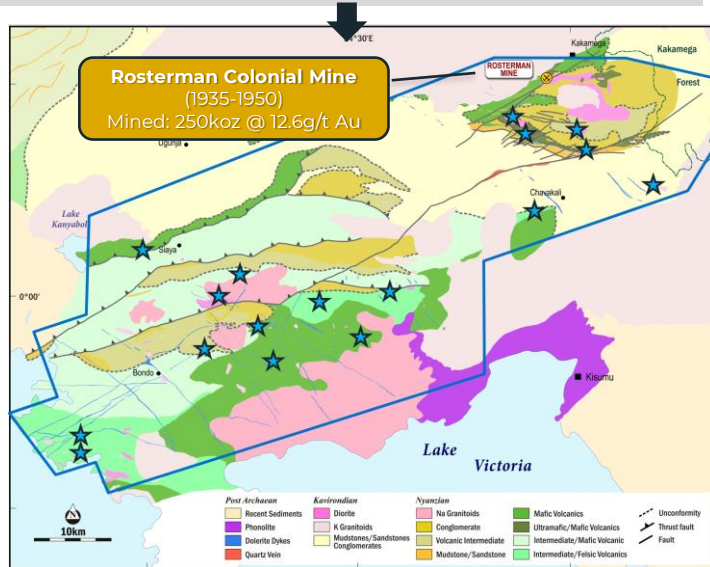 34°30'E
Rosterman Colonial Mine
(1935-1950)
Mined: 250koz @ 12.6g/t Au
ROSTERMAN
MINE
Kakamega
Kakamega
Forest
Ugunja
Chavakali
Lake
Kanyabol
Siaya
0°00'
Bondo
Kisumu
Lake
Victoria
10km
Post Archaean
Recent Sediments
Phonolite
Dolerite Dykes
Quartz Vein
Kavirondian
Diorite
K Granitoids
Mudstones/Sandstones
Conglomerates
Nyanzian
Na Granitoids
Conglomerate
Volcanic Intermediate
Mudstone/Sandstone
Mafic Volcanics
Ultramafic/Mafic Volcanics
Intermediate/Mafic Volcanic
Intermediate/Felsic Volcanics
Unconformity
Thrust fault
Fault